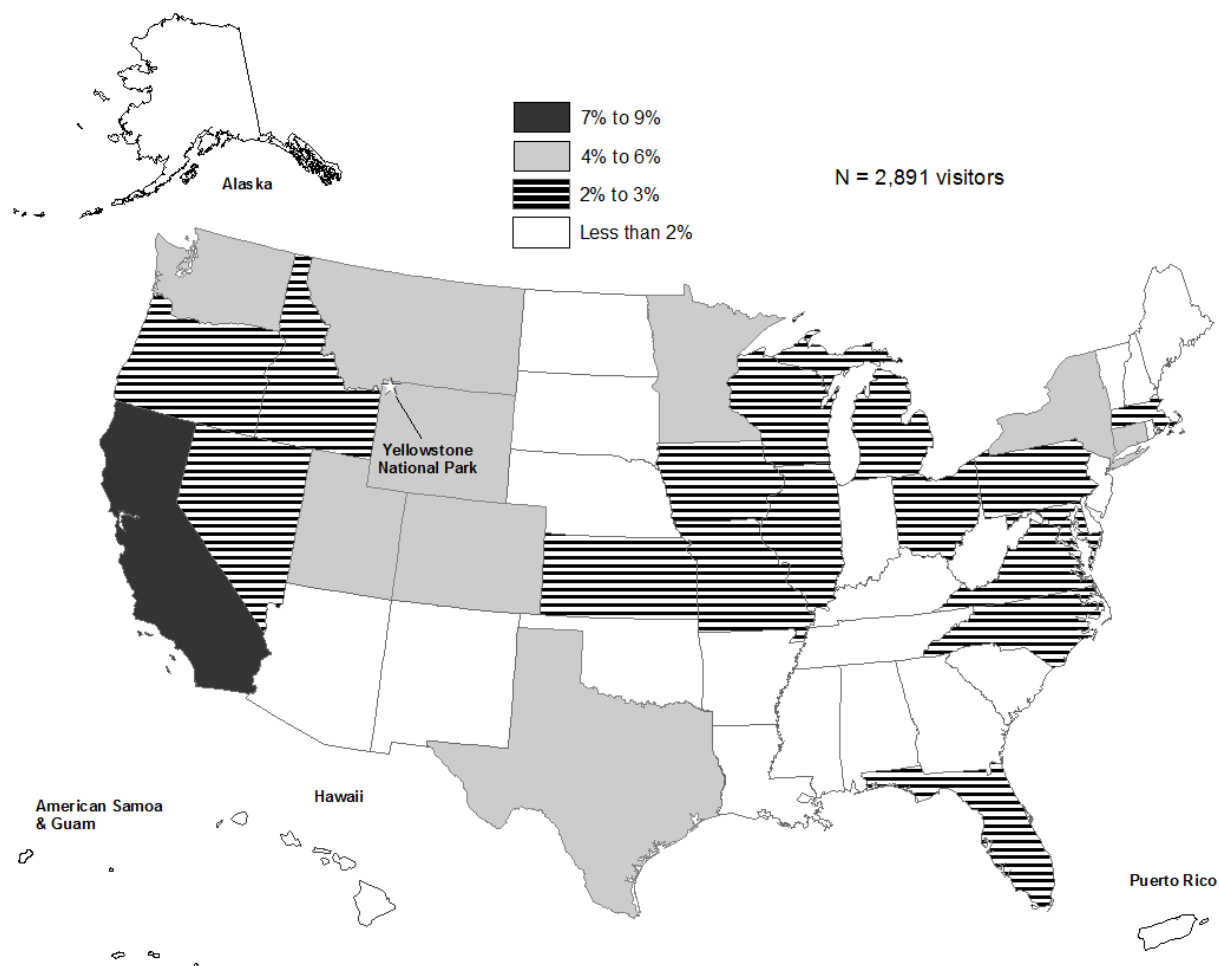 7% to 9%
4% to 6%
2% to 3%
Less than 2%
N = 2,891 visitors
Alaska
Yellowstone
National Park
American Samoa
& Guam
Hawaii
Puerto Rico